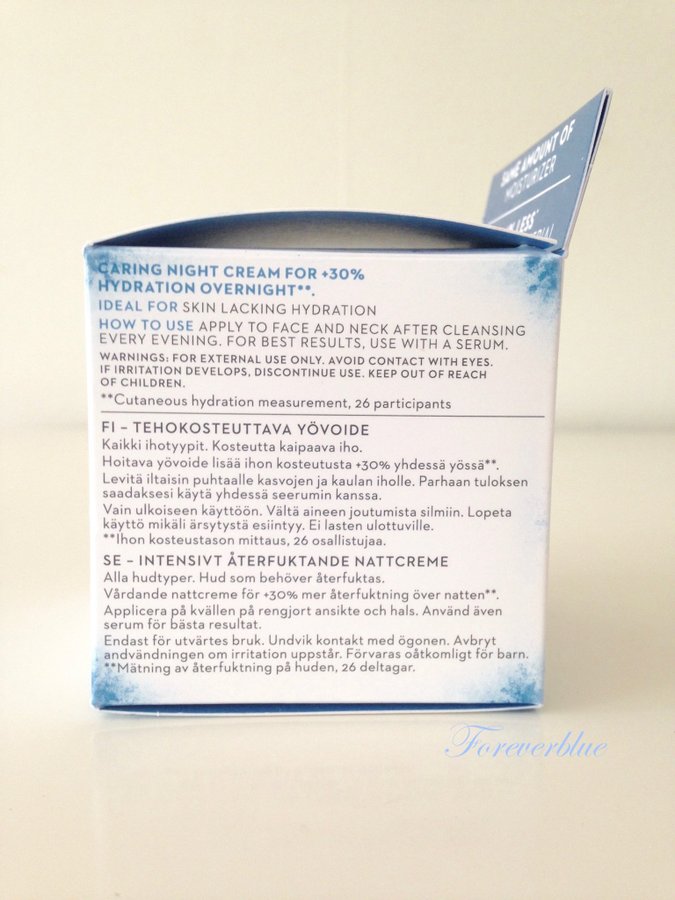 SAME AMOUNT OF
MOISTURIZER
LESS*
CARING NIGHT CREAM FOR +30%
HYDRATION OVERNIGHT**.
IDEAL FOR SKIN LACKING HYDRATION
HOW TO USE APPLY TO FACE AND NECK AFTER CLEANSING
EVERY EVENING. FOR BEST RESULTS, USE WITH A SERUM.
WARNINGS: FOR EXTERNAL USE ONLY. AVOID CONTACT WITH EYES.
IF IRRITATION DEVELOPS, DISCONTINUE USE. KEEP OUT OF REACH
OF CHILDREN.
**Cutaneous hydration measurement, 26 participants
FI – TEHOKOSTEUTTAVA YÖVOIDE
Kaikki ihotyypit. Kosteutta kaipaava iho.
Hoitava yövoide lisää ihon kosteutusta +30% yhdessä yössä**.
Levitä iltaisin puhtaalle kasvojen ja kaulan iholle. Parhaan tuloksen
saadaksesi käytä yhdessä seerumin kanssa.
Vain ulkoiseen käyttöön. Vältä aineen joutumista silmiin. Lopeta
käyttö mikäli ärsytystä esiintyy. Ei lasten ulottuville.
**Ihon kosteustason mittaus, 26 osallistujaa.
SE – INTENSIVT ÅTERFUKTANDE NATTCREME
Alla hudtyper. Hud som behöver återfuktas.
Vårdande nattcreme för +30% mer återfuktning över natten**.
Applicera på kvällen på rengjort ansikte och hals. Använd även
serum för bästa resultat.
Endast för utvärtes bruk. Undvik kontakt med ögonen. Avbryt
andvändningen om irritation uppstår. Förvaras oåtkomligt för barn.
**Mätning av återfuktning på huden, 26 deltagar.
Foreverblue